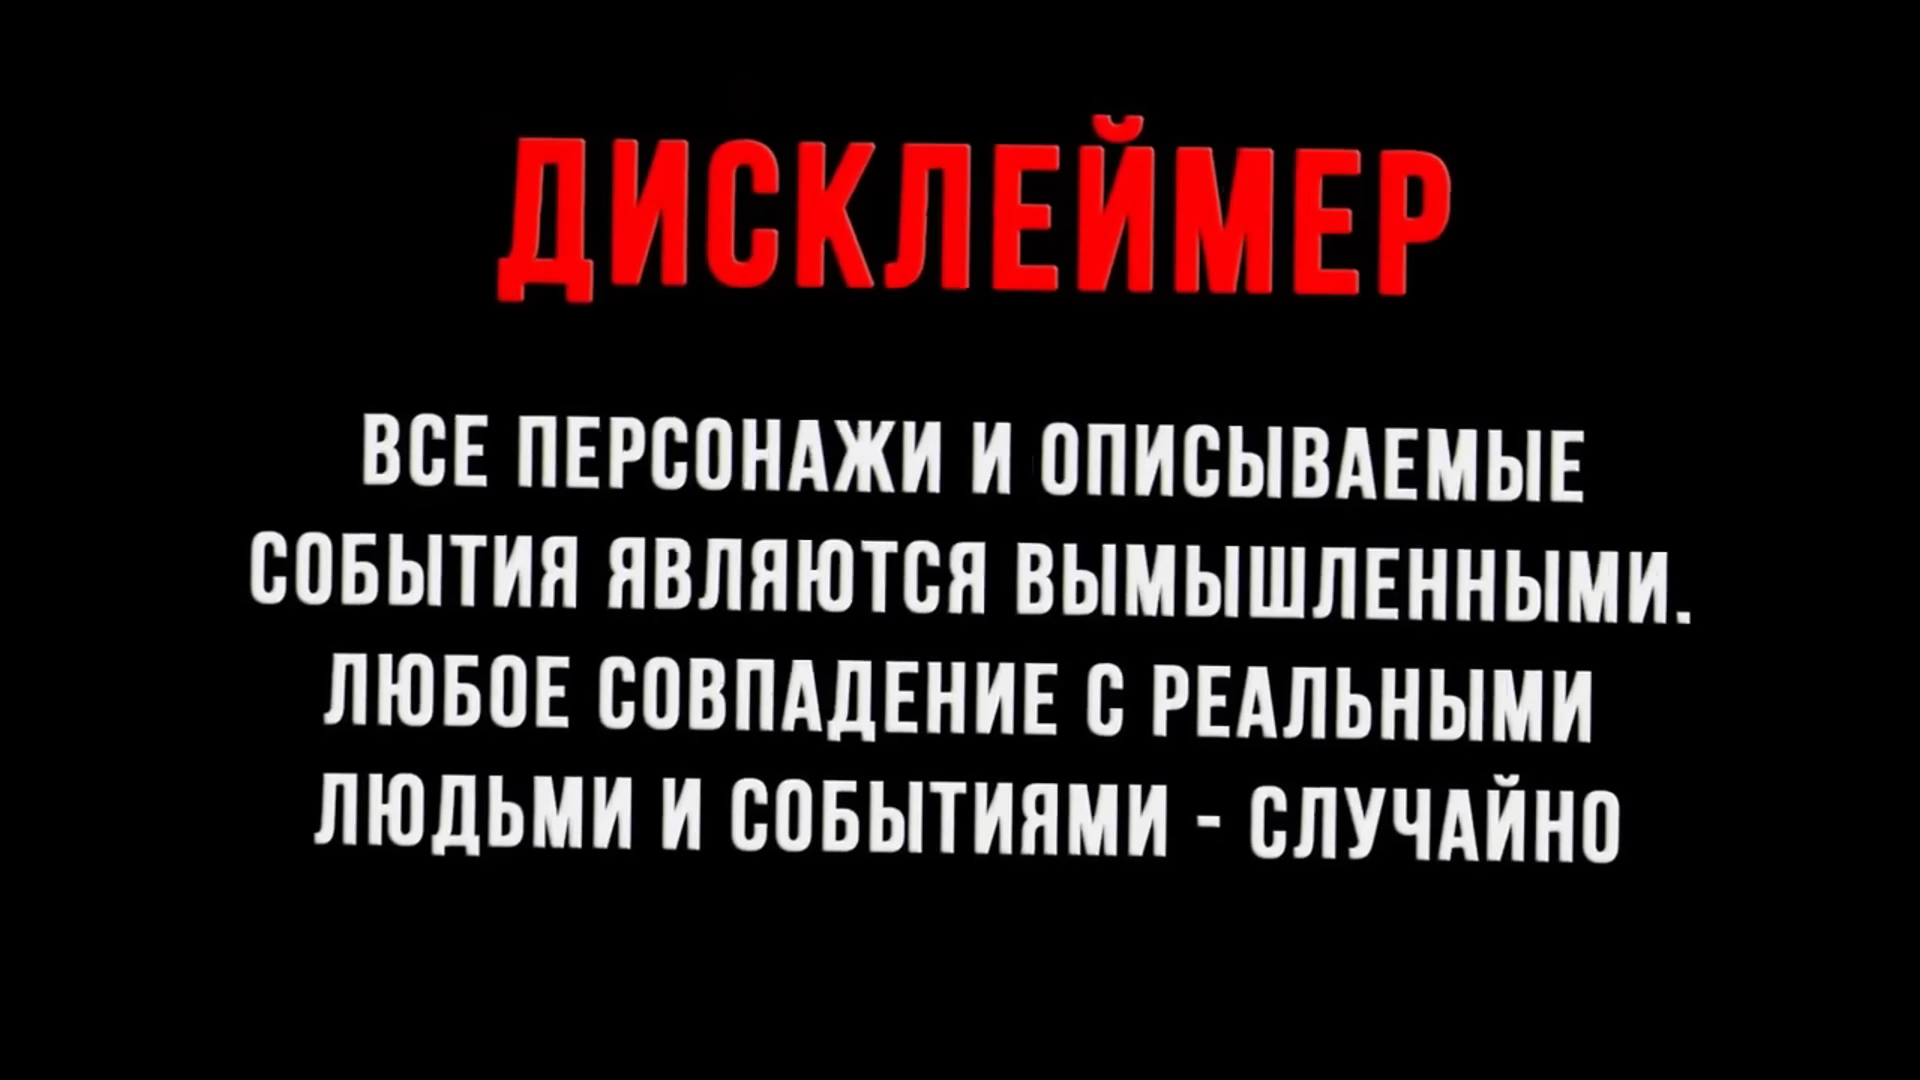 ДИСКЛЕЙМЕР
ВСЕ ПЕРСОНАЖИ И ОПИСЫВАЕМЫЕ
СОБЫТИЯ ЯВЛЯЮТСЯ ВЫМЫШЛЕННЫМИ.
ЛЮБОЕ СОВПАДЕНИЕ С РЕАЛЬНЫМИ
ЛЮДЬМИ И СОБЫТИЯМИ - СЛУЧАЙНО